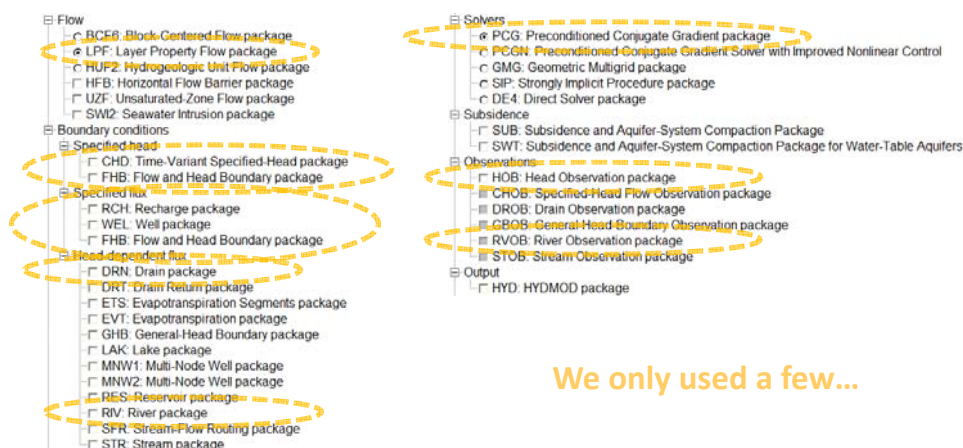 Flow
BCF6: Block-Centered Flow package
LPF: Layer Property Flow package
HUF2: Hydrogeologic Unit Flow package
HFB: Horizontal Flow Barrier package
UZF: Unsaturated-Zone Flow package
SWI2: Seawater Intrusion package
Boundary conditions
Specified head
CHD: Time-Variant Specified-Head package
FHB: Flow and Head Boundary package
Specified flux
RCH: Recharge package
WEL: Well package
FHB: Flow and Head Boundary package
Head-dependent flux
DRN: Drain package
DRT: Drain Return package
ETS: Evapotranspiration Segments package
EVT: Evapotranspiration package
GHB: General-Head Boundary package
LAK: Lake package
MNW1: Multi-Node Well package
MNW2: Multi-Node Well package
RES: Reservoir package
RIV: River package
SFR: Stream-Flow Routing package
STR: Stream package
Solvers
PCG: Preconditioned Conjugate Gradient package
PCGN: Preconditioned Conjugate Gradient Solver with Improved Nonlinear Control
GMG: Geometric Multigrid package
SIP: Strongly Implicit Procedure package
DE4: Direct Solver package
Subsidence
SUB: Subsidence and Aquifer-System Compaction Package
SWT: Subsidence and Aquifer-System Compaction Package for Water-Table Aquifers
Observations
HOB: Head Observation package
CHOB: Specified-Head Flow Observation package
DROB: Drain Observation package
GBOB: General-Head-Boundary Observation package
RVOB: River Observation package
STOB: Stream Observation package
Output
HYD: HYDMOD package
We only used a few…